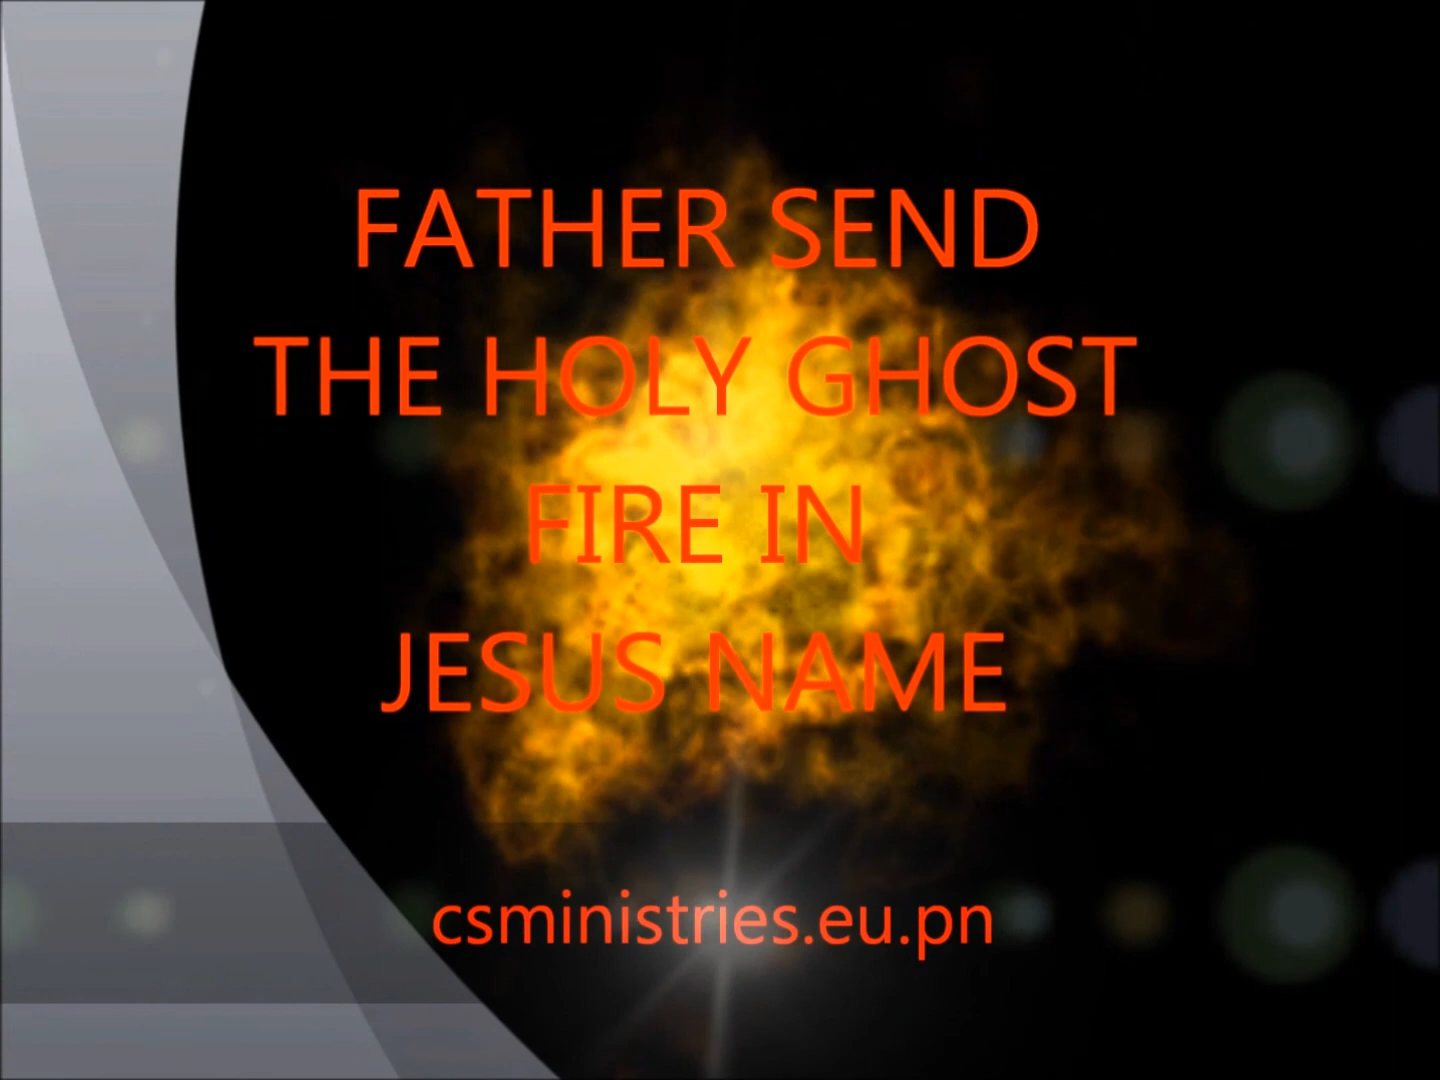 FATHER SEND
THE HOLY GHOST
FIRE IN
JESUS NAME
csministries.eu.pn